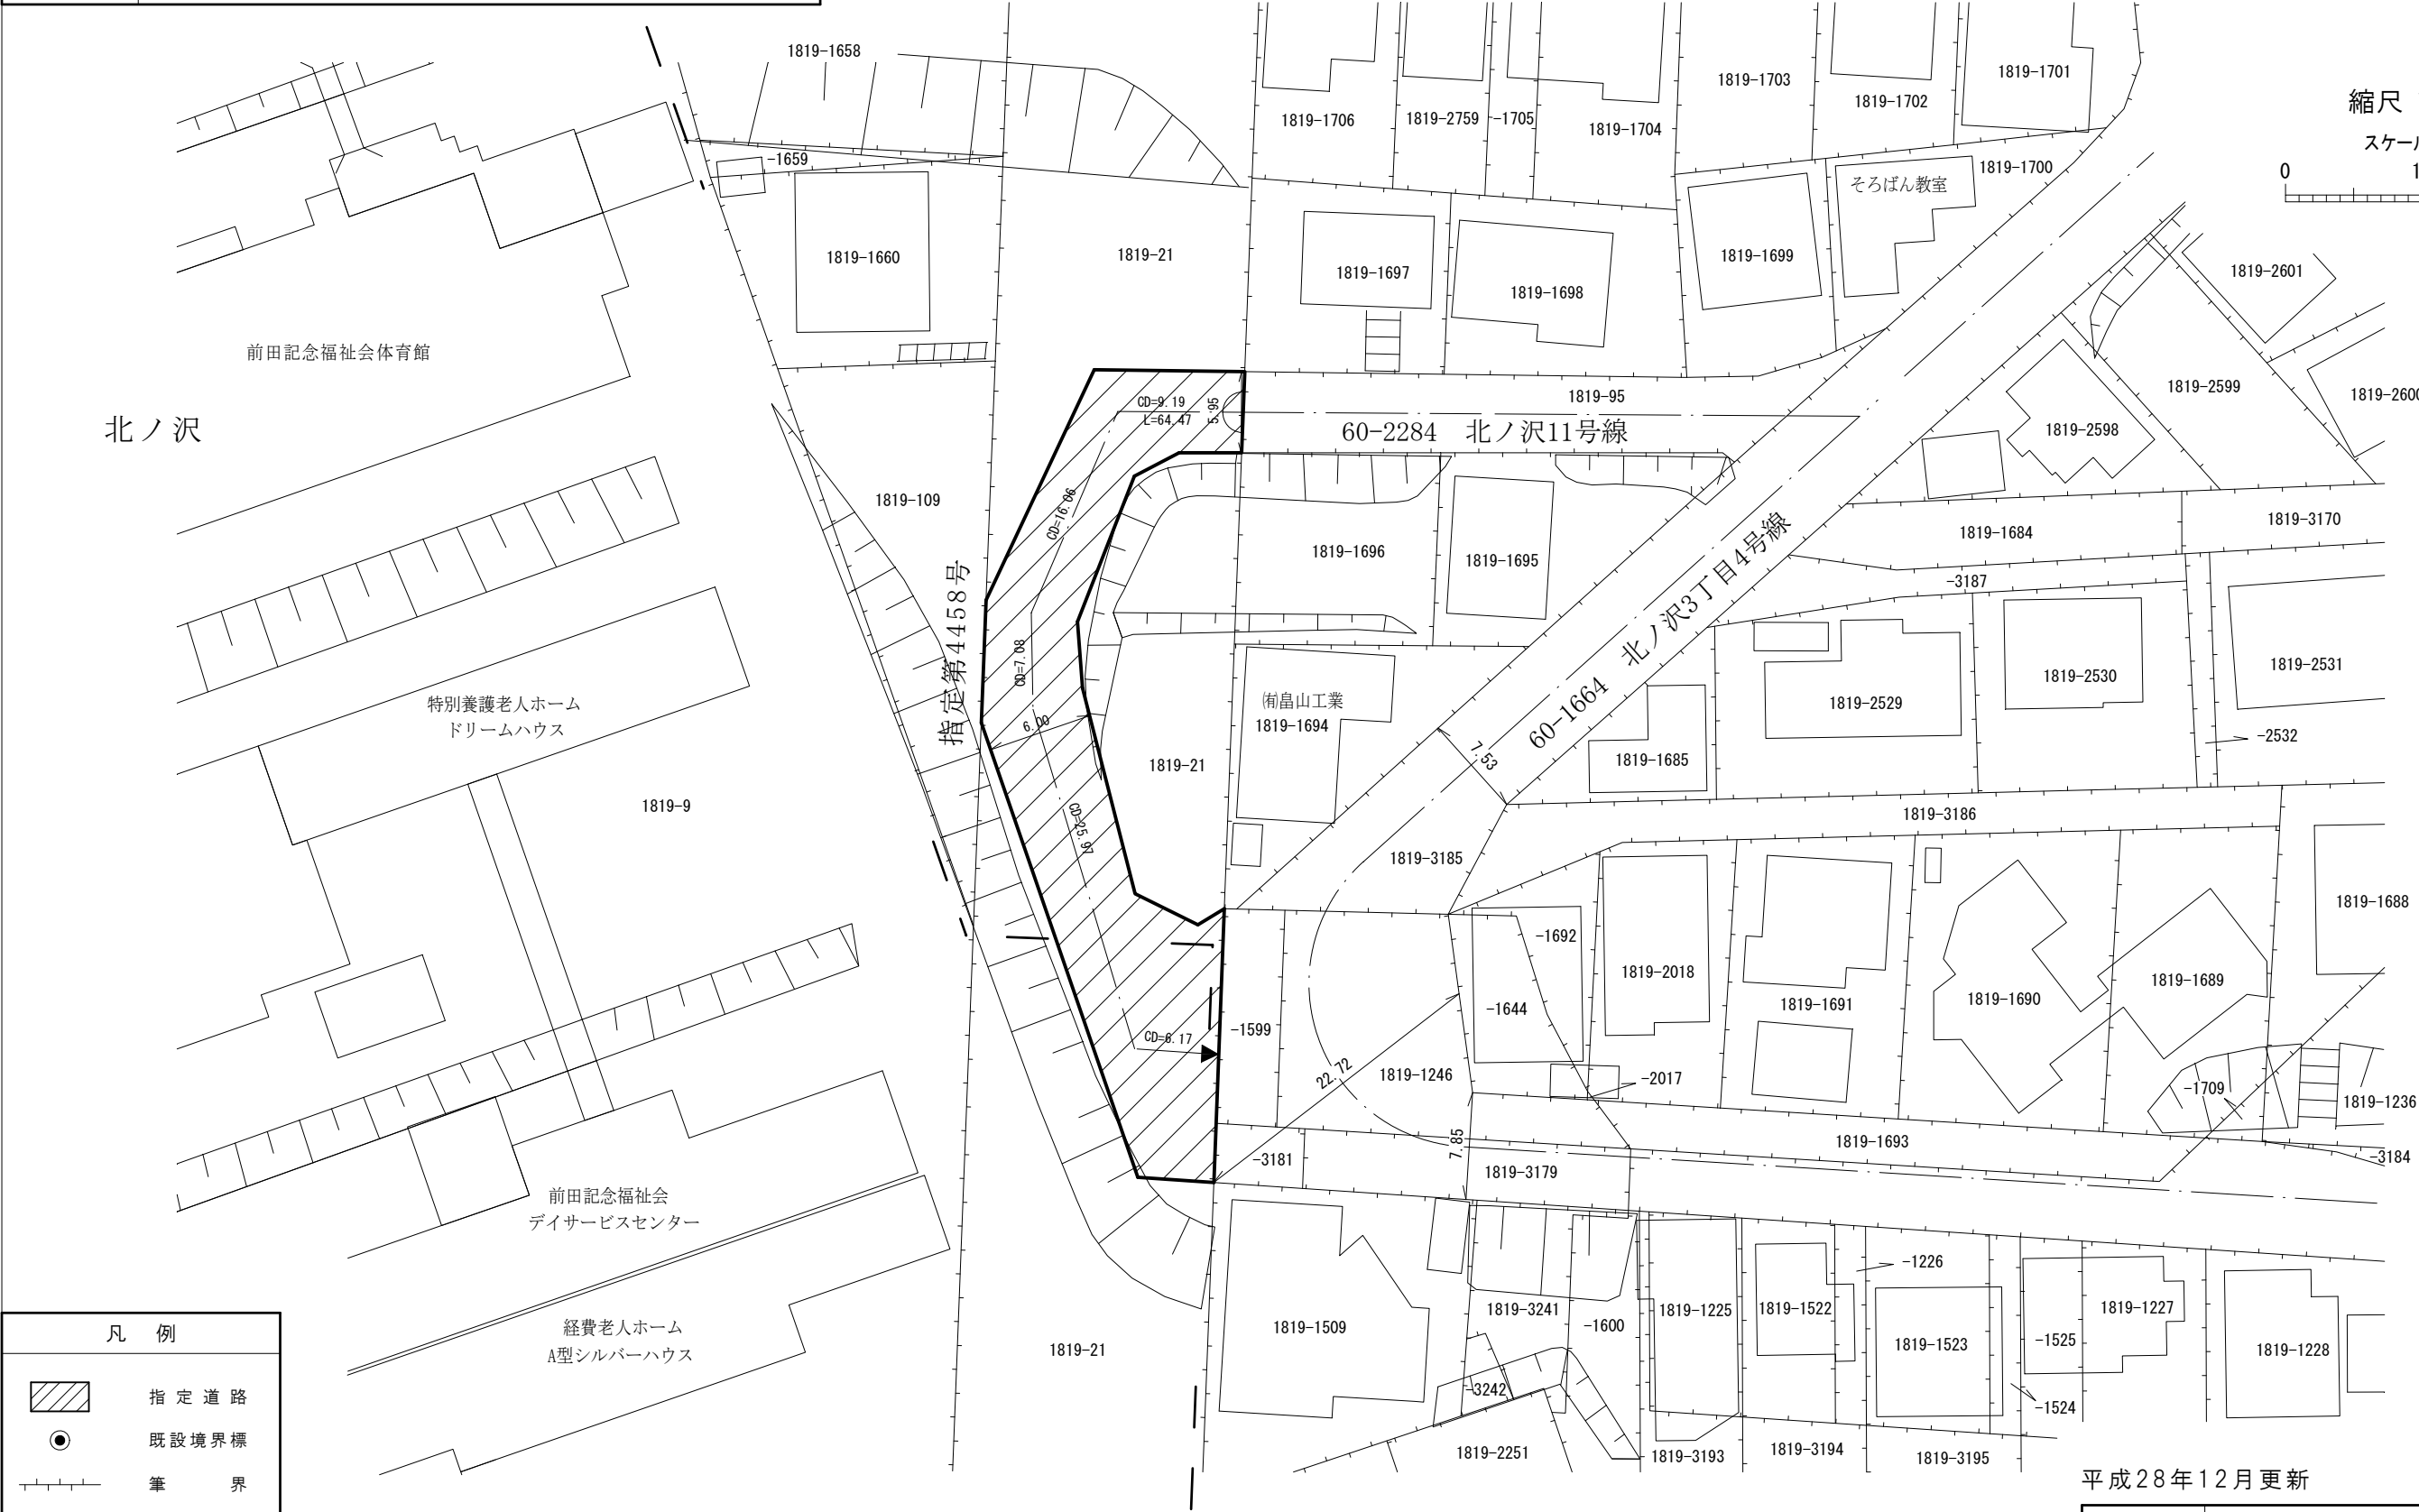 1819-1658
1819-1706
1819-2759
-1705
1819-1704
1819-1703
1819-1702
1819-1701
縮尺
スケール
0
-1659
そろばん教室
1819-1700
1819-1660
1819-21
1819-1697
1819-1698
1819-1699
1819-2601
前田記念福祉会体育館
北ノ沢
CD=9.19
L=64.47
5.95
1819-95
60-2284 北ノ沢11号線
1819-2599
1819-2600
1819-2598
1819-109
CD=16.06
1819-1696
1819-1695
1819-1684
1819-3170
-3187
指定第4458号
CD=7.08
6.00
60-1664 北ノ沢3丁目4号線
㈲畠山工業
1819-1694
1819-2529
1819-2530
1819-2531
特別養護老人ホーム
ドリームハウス
1819-9
1819-21
7.53
1819-1685
-2532
CD=25.97
1819-3185
1819-3186
-1692
1819-2018
1819-1691
1819-1690
1819-1689
1819-1688
-1599
-1644
CD=6.17
22.72
1819-1246
-2017
-1709
1819-1236
7.85
-3181
1819-3179
1819-1693
-3184
前田記念福祉会
デイサービスセンター
経費老人ホーム
A型シルバーハウス
1819-21
1819-1509
1819-3241
-1600
1819-1225
1819-1522
-1226
1819-1523
-1525
1819-1227
1819-1228
-3242
-1524
1819-2251
1819-3193
1819-3194
1819-3195
凡 例
指定道路
既設境界標
筆 界
平成28年12月更新